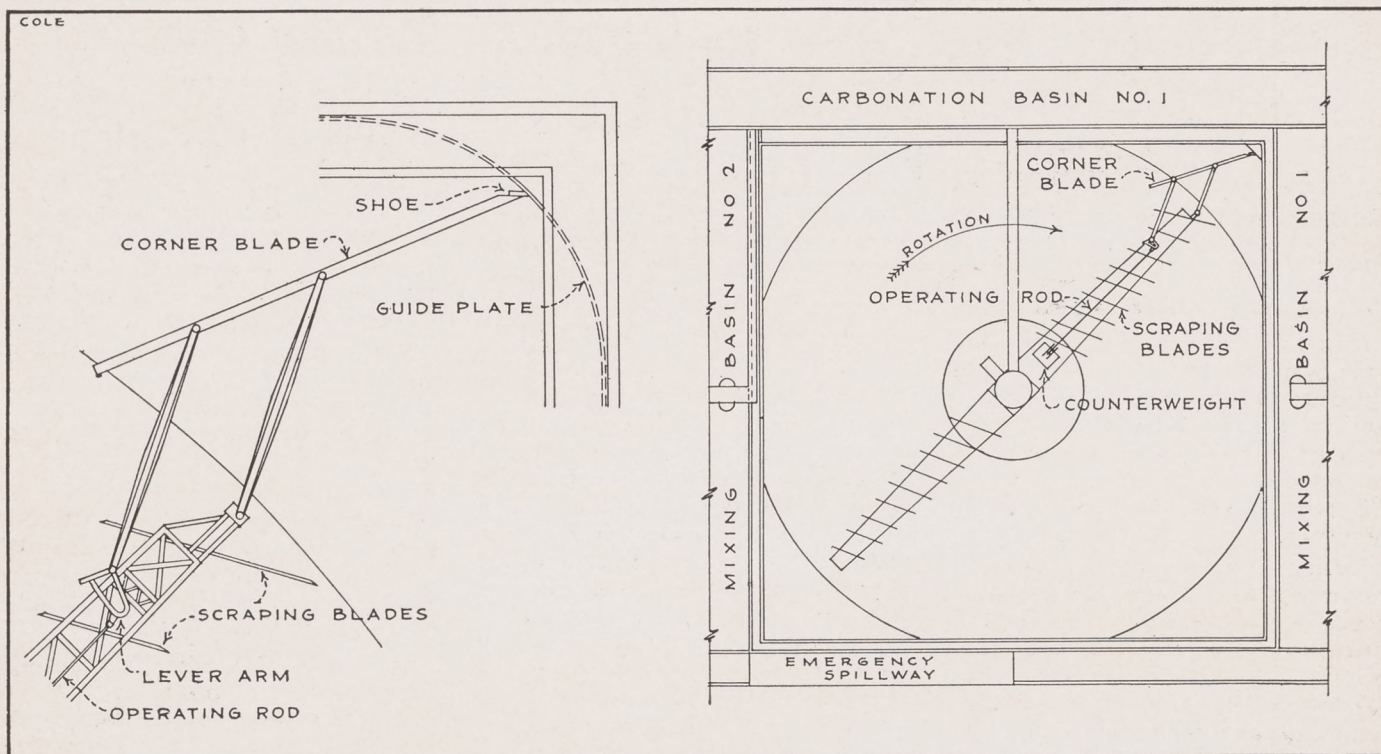 COLE
SHOE
CORNER BLADE
GUIDE PLATE
SCRAPING BLADES
LEVER ARM
OPERATING ROD
CARBONATION BASIN NO. 1
MIXING BASIN NO 2
CORNER
BLADE
ROTATION
OPERATING ROD
SCRAPING
BLADES
COUNTERWEIGHT
MIXING BASIN NO 1
EMERGENCY
SPILLWAY